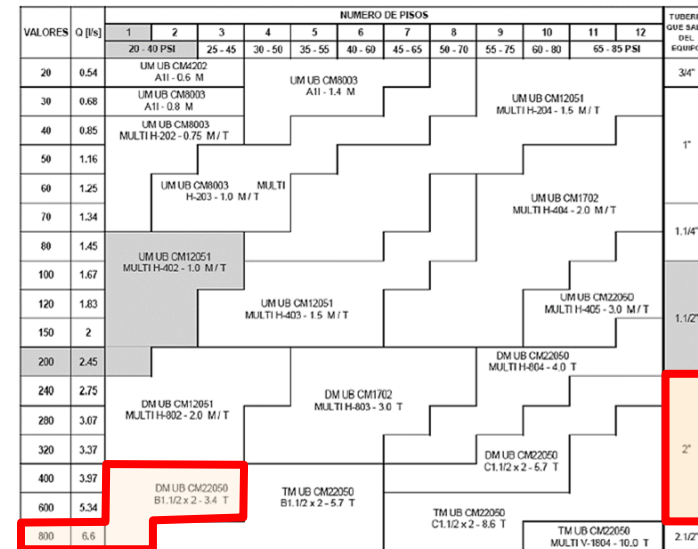 NUMERO DE PISOS
TUBERI
QUE SAL
DEL
EQUIPO
VALORES Q [l/s] 1 2 3 4 5 6 7 8 9 10 11 12
20 - 40 PSI 25 - 45 30 - 50 35 - 55 40 - 60 45 - 65 50 - 70 55 - 75 60 - 80 65 - 85 PSI
20 0.54 UM UB CM4202
A1I - 0.6 M
UM UB CM8003
A1I - 1.4 M
3/4"
30 0.68 UM UB CM8003
A1I - 0.8 M
UM UB CM12051
MULTI H-204 - 1.5 M / T
40 0.85 UM UB CM8003
MULTI H-202 - 0.75 M / T
1"
50 1.16
60 1.25 UM UB CM8003 MULTI
H-203 - 1.0 M / T
UM UB CM1702
MULTI H-404 - 2.0 M / T
70 1.34
1.1/4"
80 1.45 UM UB CM12051
MULTI H-402 - 1.0 M / T
100 1.67
120 1.83 UM UB CM12051
MULTI H-403 - 1.5 M / T
UM UB CM22050
MULTI H-405 - 3.0 M / T
1.1/2"
150 2
200 2.45 DM UB CM22050
MULTI H-804 - 4.0 T
240 2.75 DM UB CM12051
MULTI H-802 - 2.0 M / T
DM UB CM1702
MULTI H-803 - 3.0 T
280 3.07
320 3.37 DM UB CM22050
C1.1/2 x 2 - 5.7 T
2"
400 3.97 DM UB CM22050
B1.1/2 x 2 - 3.4 T
TM UB CM22050
B1.1/2 x 2 - 5.7 T
600 5.34 TM UB CM22050
C1.1/2 x 2 - 8.6 T
800 6.6 TM UB CM22050
MULTI V-1804 - 10.0 T
2.1/2"